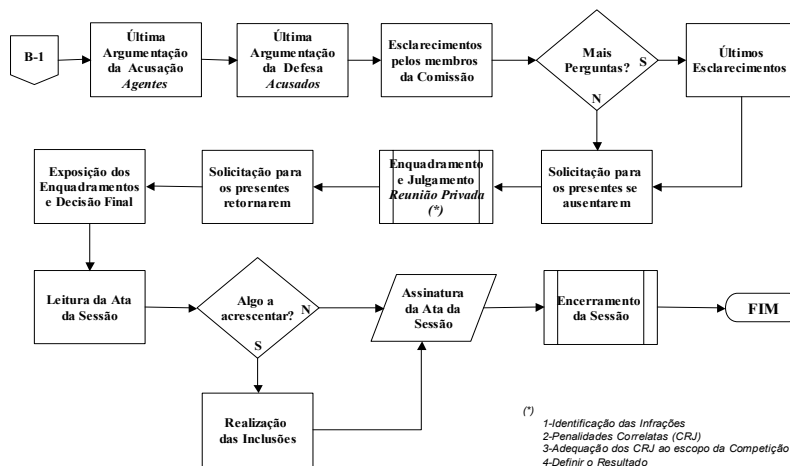 B-1
Última
Argumentação
da Acusação
Agentes
Última
Argumentação
da Defesa
Acusados
Esclarecimentos
pelos membros
da Comissão
Mais
Perguntas?
S
N
Últimos
Esclarecimentos
Exposição dos
Enquadramentos
e Decisão Final
Solicitação para
os presentes
retornarem
Enquadramento
e Julgamento
Reunião Privada
(*)
Solicitação para
os presentes se
ausentarem
Leitura da Ata
da Sessão
Algo a
acrescentar?
N
S
Assinatura
da Ata da
Sessão
Encerramento
da Sessão
FIM
Realização
das Inclusões
(*)
1-Identificação das Infrações
2-Penalidades Correlatas (CRJ)
3-Adequação dos CRJ ao escopo da Competição
4-Definir o Resultado